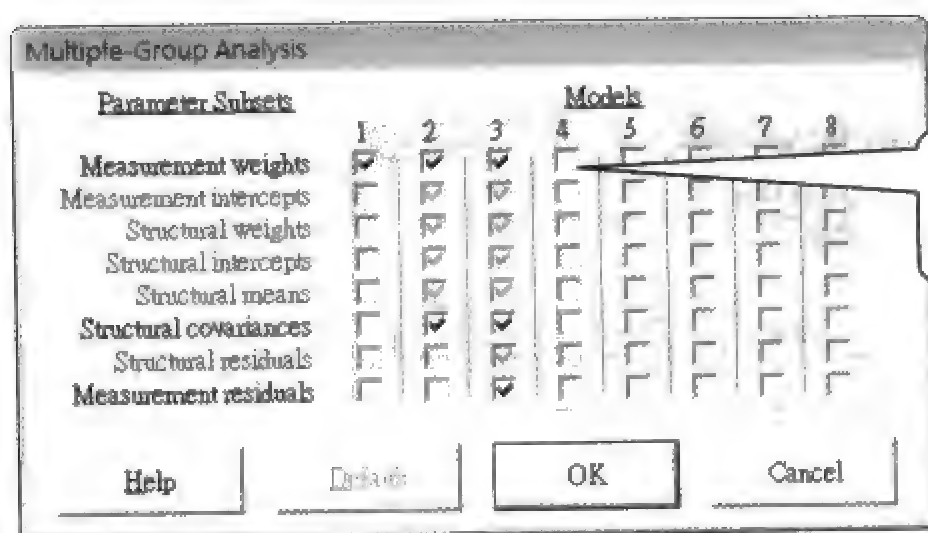 Multiple-Group Analysis
Parameter Subsets Models
1 2 3 4 5 6 7 8
Measurement weights
Measurement intercepts
Structural weights
Structural intercepts
Structural means
Structural covariances
Structural residuals
Measurement residuals
Help Default OK Cancel